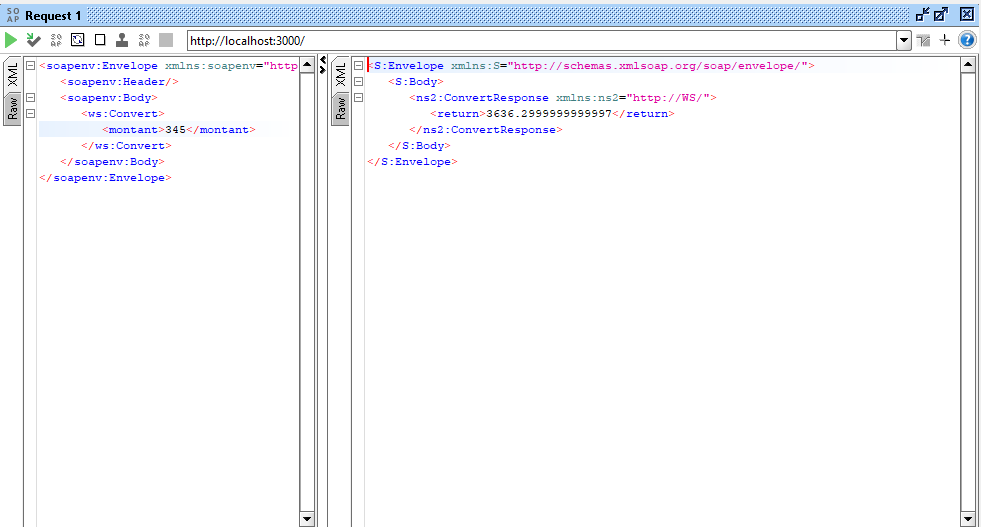 SO AP Request 1
http://localhost:3000/
XML
Raw
<soapenv:Envelope xmlns:soapenv="http
<soapenv:Header/>
<soapenv:Body>
<ws:Convert>
<montant>345</montant>
</ws:Convert>
</soapenv:Body>
</soapenv:Envelope>
XML
Raw
<S:Envelope xmlns:S="http://schemas.xmlsoap.org/soap/envelope/">
<S:Body>
<ns2:ConvertResponse xmlns:ns2="http://WS/">
<return>3636.2999999999997</return>
</ns2:ConvertResponse>
</S:Body>
</S:Envelope>